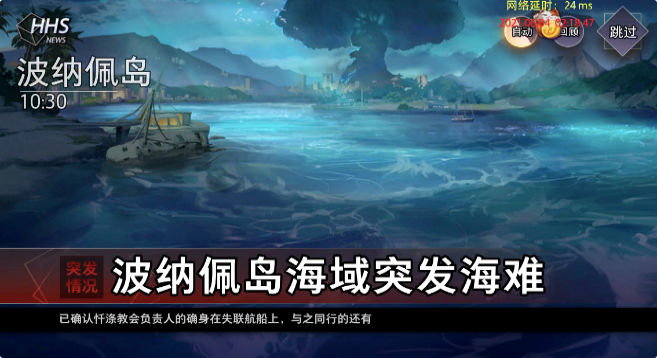 网络延时：24 ms
HHS
NEWS
自动
回顾
跳过
波纳佩岛
10:30
突发
情况
波纳佩岛海域突发海难
已确认忏涤教会负责人的确身在失联航船上，与之同行的还有